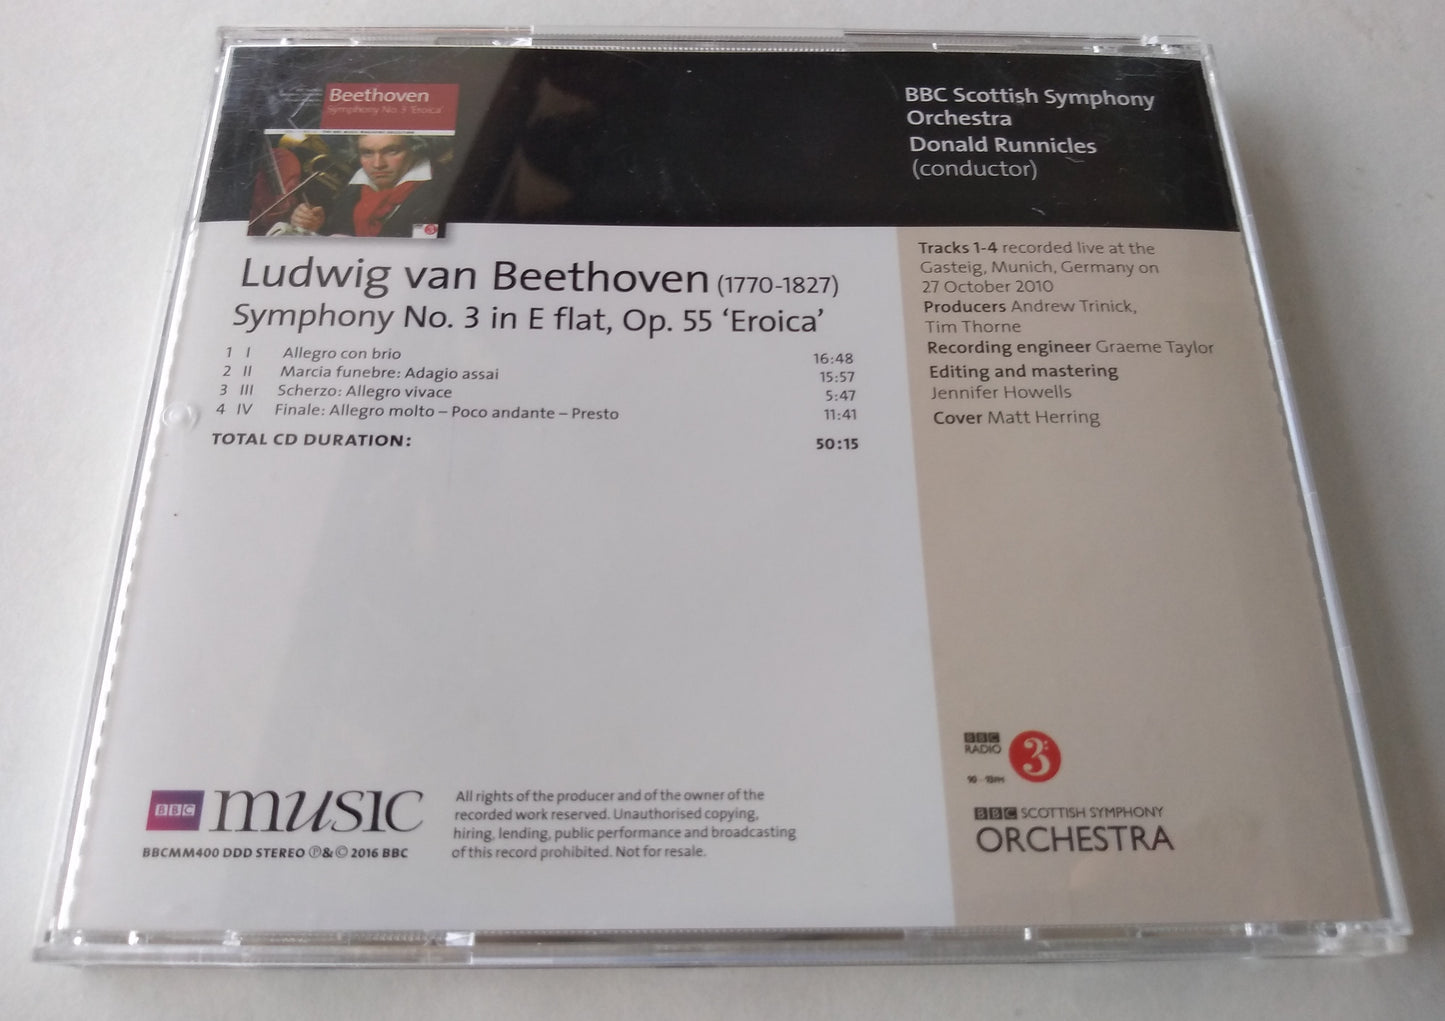 Beethoven
Symphony No 3 'Eroica'
BBC Scottish Symphony
Orchestra
Donald Runnicles
(conductor)
Ludwig van Beethoven (1770-1827)
Symphony No. 3 in E flat, Op. 55 ‘Eroica’
1 I Allegro con brio 16:48
2 II Marcia funebre: Adagio assai 15:57
3 III Scherzo: Allegro vivace 5:47
4 IV Finale: Allegro molto – Poco andante – Presto 11:41
TOTAL CD DURATION: 50:15
Tracks 1-4 recorded live at the
Gasteig, Munich, Germany on
27 October 2010
Producers Andrew Trinick,
Tim Thorne
Recording engineer Graeme Taylor
Editing and mastering
Jennifer Howells
Cover Matt Herring
BBC music
BBCMM400 DDD STEREO ℗&© 2016 BBC
All rights of the producer and of the owner of the
recorded work reserved. Unauthorised copying,
hiring, lending, public performance and broadcasting
of this record prohibited. Not for resale.
BBC
RADIO 3
90 - 93FM
BBC SCOTTISH SYMPHONY
ORCHESTRA